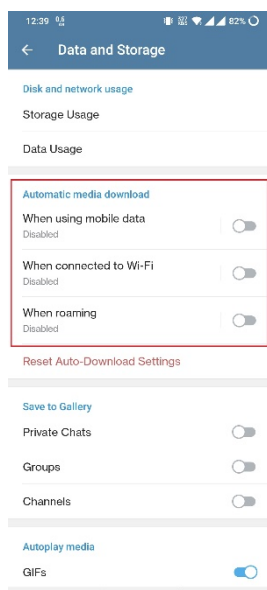 12:39 82%
Data and Storage
Disk and network usage
Storage Usage
Data Usage
Automatic media download
When using mobile data
Disabled
When connected to Wi-Fi
Disabled
When roaming
Disabled
Reset Auto-Download Settings
Save to Gallery
Private Chats
Groups
Channels
Autoplay media
GIFs